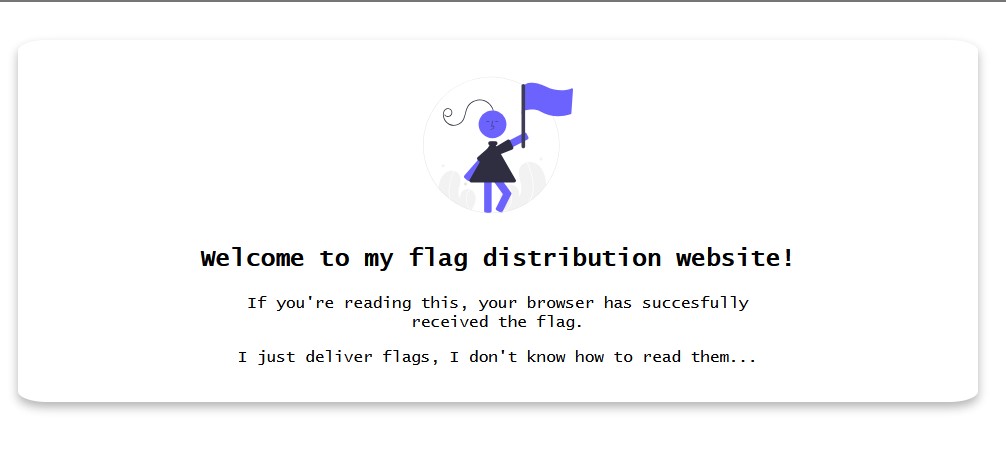 Welcome to my flag distribution website!
If you're reading this, your browser has succesfully
received the flag.
I just deliver flags, I don't know how to read them...